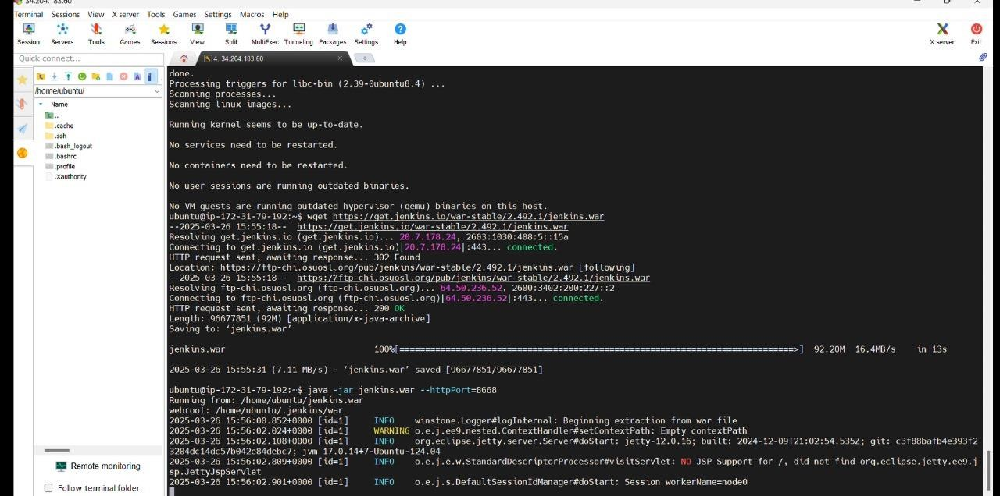 34.204.183.60
Terminal Sessions View X server Tools Games Settings Macros Help
Session Servers Tools Games Sessions View Split MultiExec Tunneling Packages Settings Help X server Exit
Quick connect...
4. 34.204.183.60
/home/ubuntu/
Name
..
.cache
.ssh
.bash_logout
.bashrc
.profile
.Xauthority
Remote monitoring
Follow terminal folder
done.
Processing triggers for libc-bin (2.39-0ubuntu8.4) ...
Scanning processes...
Scanning linux images...
Running kernel seems to be up-to-date.
No services need to be restarted.
No containers need to be restarted.
No user sessions are running outdated binaries.
No VM guests are running outdated hypervisor (qemu) binaries on this host.
ubuntu@ip-172-31-79-192:~$ wget https://get.jenkins.io/war-stable/2.492.1/jenkins.war
--2025-03-26 15:55:18-- https://get.jenkins.io/war-stable/2.492.1/jenkins.war
Resolving get.jenkins.io (get.jenkins.io)... 20.7.178.24, 2603:1030:408:5::15a
Connecting to get.jenkins.io (get.jenkins.io)|20.7.178.24|:443... connected.
HTTP request sent, awaiting response... 302 Found
Location: https://ftp-chi.osuosl.org/pub/jenkins/war-stable/2.492.1/jenkins.war [following]
--2025-03-26 15:55:18-- https://ftp-chi.osuosl.org/pub/jenkins/war-stable/2.492.1/jenkins.war
Resolving ftp-chi.osuosl.org (ftp-chi.osuosl.org)... 64.50.236.52, 2600:3402:200:227::2
Connecting to ftp-chi.osuosl.org (ftp-chi.osuosl.org)|64.50.236.52|:443... connected.
HTTP request sent, awaiting response... 200 OK
Length: 96677851 (92M) [application/x-java-archive]
Saving to: ‘jenkins.war’
jenkins.war 100%[==============================================================================>] 92.20M 16.4MB/s in 13s
2025-03-26 15:55:31 (7.11 MB/s) - ‘jenkins.war’ saved [96677851/96677851]
ubuntu@ip-172-31-79-192:~$ java -jar jenkins.war --httpPort=8668
Running from: /home/ubuntu/jenkins.war
webroot: /home/ubuntu/.jenkins/war
2025-03-26 15:56:00.852+0000 [id=1] INFO winstone.Logger#logInternal: Beginning extraction from war file
2025-03-26 15:56:02.024+0000 [id=1] WARNING o.e.j.ee9.nested.ContextHandler#setContextPath: Empty contextPath
2025-03-26 15:56:02.108+0000 [id=1] INFO org.eclipse.jetty.server.Server#doStart: jetty-12.0.16; built: 2024-12-09T21:02:54.535Z; git: c3f88bafb4e393f2
3204dc14dc57b042e84debc7; jvm 17.0.14+7-Ubuntu-124.04
2025-03-26 15:56:02.809+0000 [id=1] INFO o.e.j.e.w.StandardDescriptorProcessor#visitServlet: NO JSP Support for /, did not find org.eclipse.jetty.ee9.j
sp.JettyJspServlet
2025-03-26 15:56:02.901+0000 [id=1] INFO o.e.j.s.DefaultSessionIdManager#doStart: Session workerName=node0